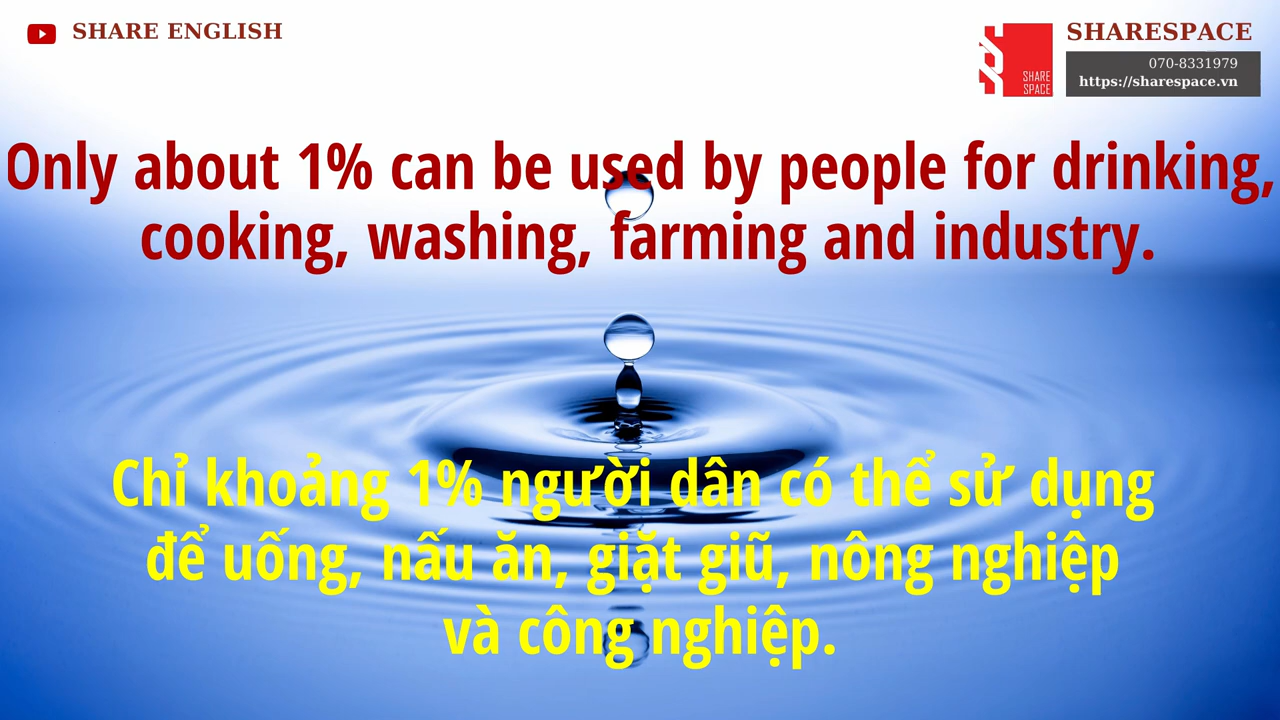 SHARE ENGLISH
SHARESPACE
070-8331979
https://sharespace.vn
SHARE
SPACE
Only about 1% can be used by people for drinking,
cooking, washing, farming and industry.
Chỉ khoảng 1% người dân có thể sử dụng
để uống, nấu ăn, giặt giũ, nông nghiệp
và công nghiệp.